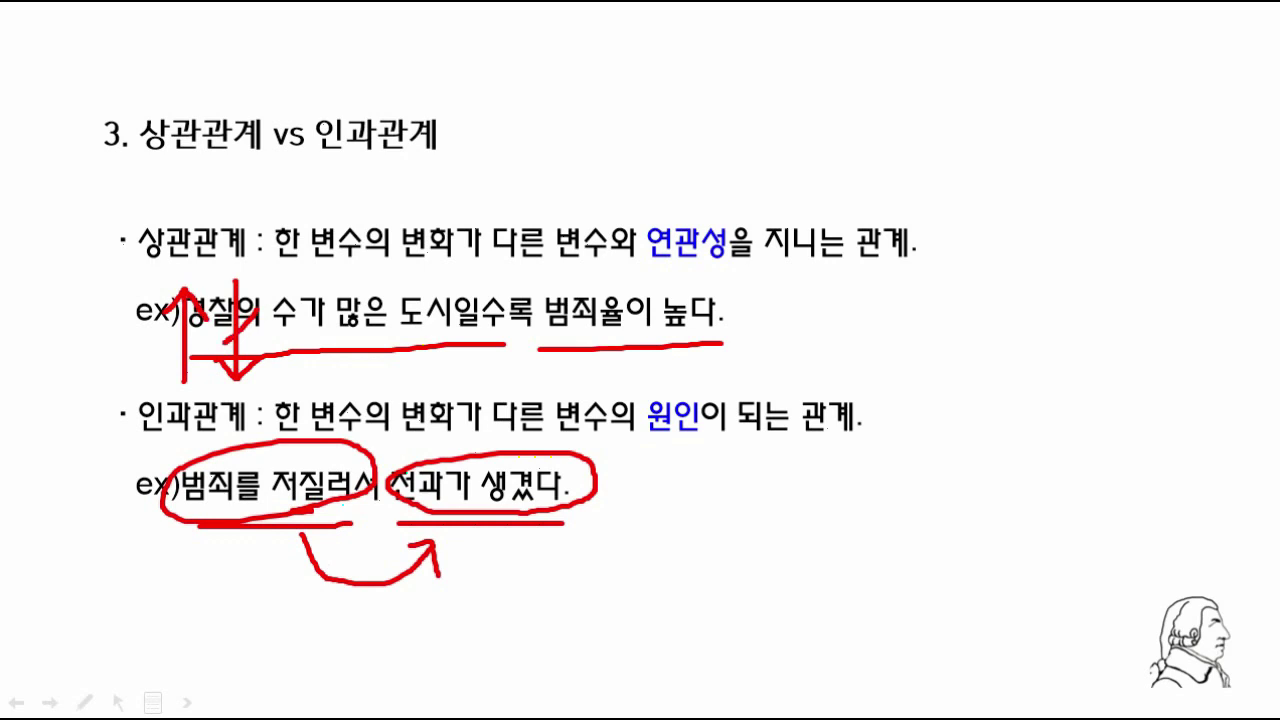 3. 상관관계 vs 인과관계
· 상관관계 : 한 변수의 변화가 다른 변수와 연관성을 지니는 관계.
ex)경찰의 수가 많은 도시일수록 범죄율이 높다.
· 인과관계 : 한 변수의 변화가 다른 변수의 원인이 되는 관계.
ex)범죄를 저질러서 전과가 생겼다.